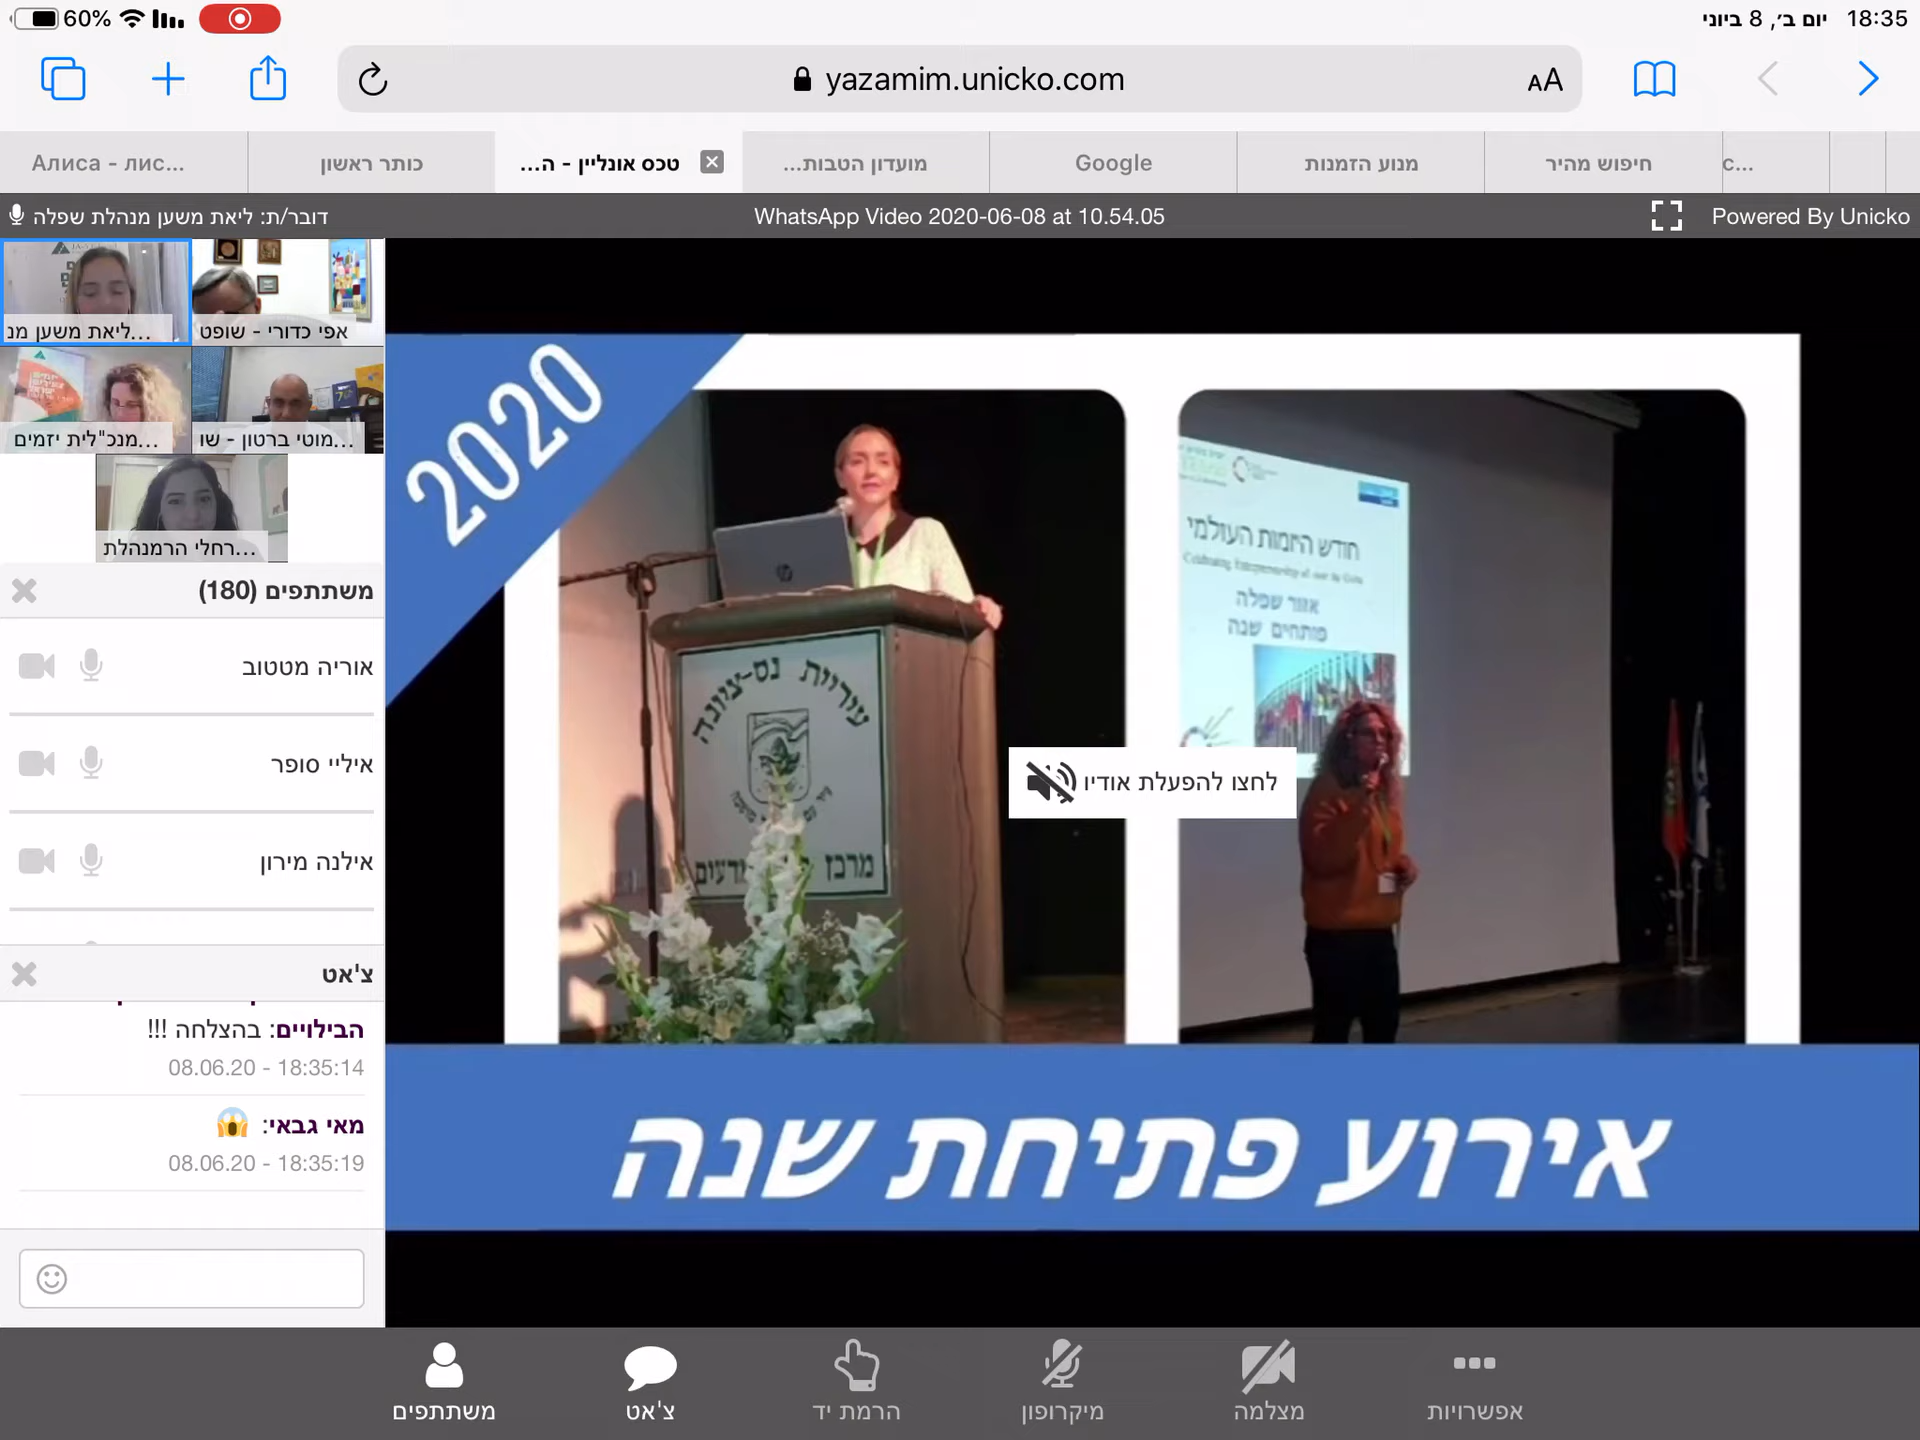 60%
18:35 יום ב׳, 8 ביוני
yazamim.unicko.com
AA
Алиса - лис...
כותר ראשון
טכס אונליין - ה...
מועדון הטבות...
Google
מנוע הזמנות
חיפוש מהיר
c...
דובר/ת: ליאת משען מנהלת שפלה
WhatsApp Video 2020-06-08 at 10.54.05
Powered By Unicko
ליאת משען מנ...
אפי כדורי - שופט
מנכ"לית יזמים...
מוטי ברטון - שו...
רחלי הרמנהלת...
משתתפים (180)
אוריה מטטוב
איליי סופר
אילנה מירון
צ'אט
הבילויים: בהצלחה !!!
08.06.20 - 18:35:14
מאי גבאי: 😱
08.06.20 - 18:35:19
2020
עיריית נס-ציונה
מרכז
חודש היזמות העולמי
אזור שפלה
פותחים שנה
לחצו להפעלת אודיו
אירוע פתיחת שנה
משתתפים
צ'אט
הרמת יד
מיקרופון
מצלמה
אפשרויות